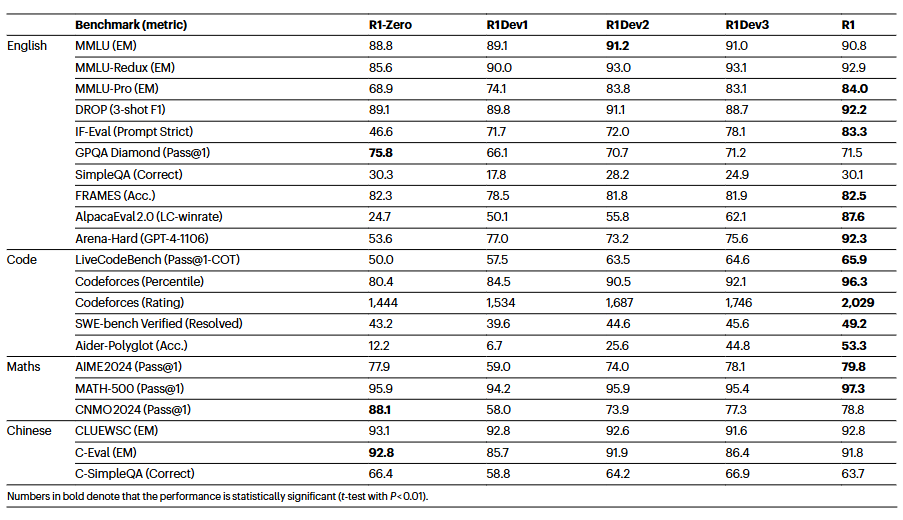 Benchmark (metric) R1-Zero R1Dev1 R1Dev2 R1Dev3 R1
English MMLU (EM) 88.8 89.1 91.2 91.0 90.8
MMLU-Redux (EM) 85.6 90.0 93.0 93.1 92.9
MMLU-Pro (EM) 68.9 74.1 83.8 83.1 84.0
DROP (3-shot F1) 89.1 89.8 91.1 88.7 92.2
IF-Eval (Prompt Strict) 46.6 71.7 72.0 78.1 83.3
GPQA Diamond (Pass@1) 75.8 66.1 70.7 71.2 71.5
SimpleQA (Correct) 30.3 17.8 28.2 24.9 30.1
FRAMES (Acc.) 82.3 78.5 81.8 81.9 82.5
AlpacaEval2.0 (LC-winrate) 24.7 50.1 55.8 62.1 87.6
Arena-Hard (GPT-4-1106) 53.6 77.0 73.2 75.6 92.3
Code LiveCodeBench (Pass@1-COT) 50.0 57.5 63.5 64.6 65.9
Codeforces (Percentile) 80.4 84.5 90.5 92.1 96.3
Codeforces (Rating) 1,444 1,534 1,687 1,746 2,029
SWE-bench Verified (Resolved) 43.2 39.6 44.6 45.6 49.2
Aider-Polyglot (Acc.) 12.2 6.7 25.6 44.8 53.3
Maths AIME2024 (Pass@1) 77.9 59.0 74.0 78.1 79.8
MATH-500 (Pass@1) 95.9 94.2 95.9 95.4 97.3
CNMO2024 (Pass@1) 88.1 58.0 73.9 77.3 78.8
Chinese CLUEWSC (EM) 93.1 92.8 92.6 91.6 92.8
C-Eval (EM) 92.8 85.7 91.9 86.4 91.8
C-SimpleQA (Correct) 66.4 58.8 64.2 66.9 63.7
Numbers in bold denote that the performance is statistically significant (t-test with P<0.01).